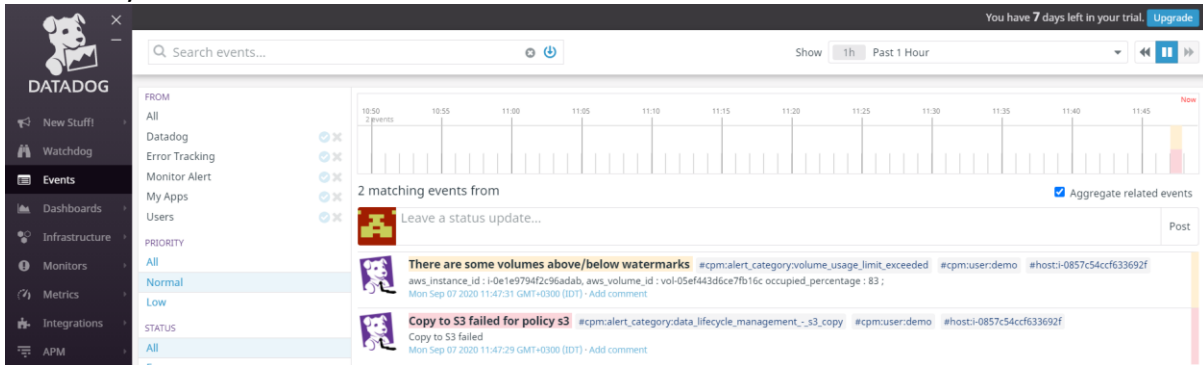 You have 7 days left in your trial. Upgrade
DATADOG
New Stuff!
Watchdog
Events
Dashboards
Infrastructure
Monitors
Metrics
Integrations
APM
Search events...
Show 1h Past 1 Hour
FROM
All
Datadog
Error Tracking
Monitor Alert
My Apps
Users
PRIORITY
All
Normal
Low
STATUS
All
Now
10:50 10:55 11:00 11:05 11:10 11:15 11:20 11:25 11:30 11:35 11:40 11:45
2 events
2 matching events from
Aggregate related events
Leave a status update...
Post
There are some volumes above/below watermarks #cpm:alert_category:volume_usage_limit_exceeded #cpm:user:demo #host:i-0857c54ccf633692f
aws_instance_id : i-0e1e9794f2c96adab, aws_volume_id : vol-05ef443d6ce7fb16c occupied_percentage : 83 ;
Mon Sep 07 2020 11:47:31 GMT+0300 (IDT) · Add comment
Copy to S3 failed for policy s3 #cpm:alert_category:data_lifecycle_management_-_s3_copy #cpm:user:demo #host:i-0857c54ccf633692f
Copy to S3 failed
Mon Sep 07 2020 11:47:29 GMT+0300 (IDT) · Add comment